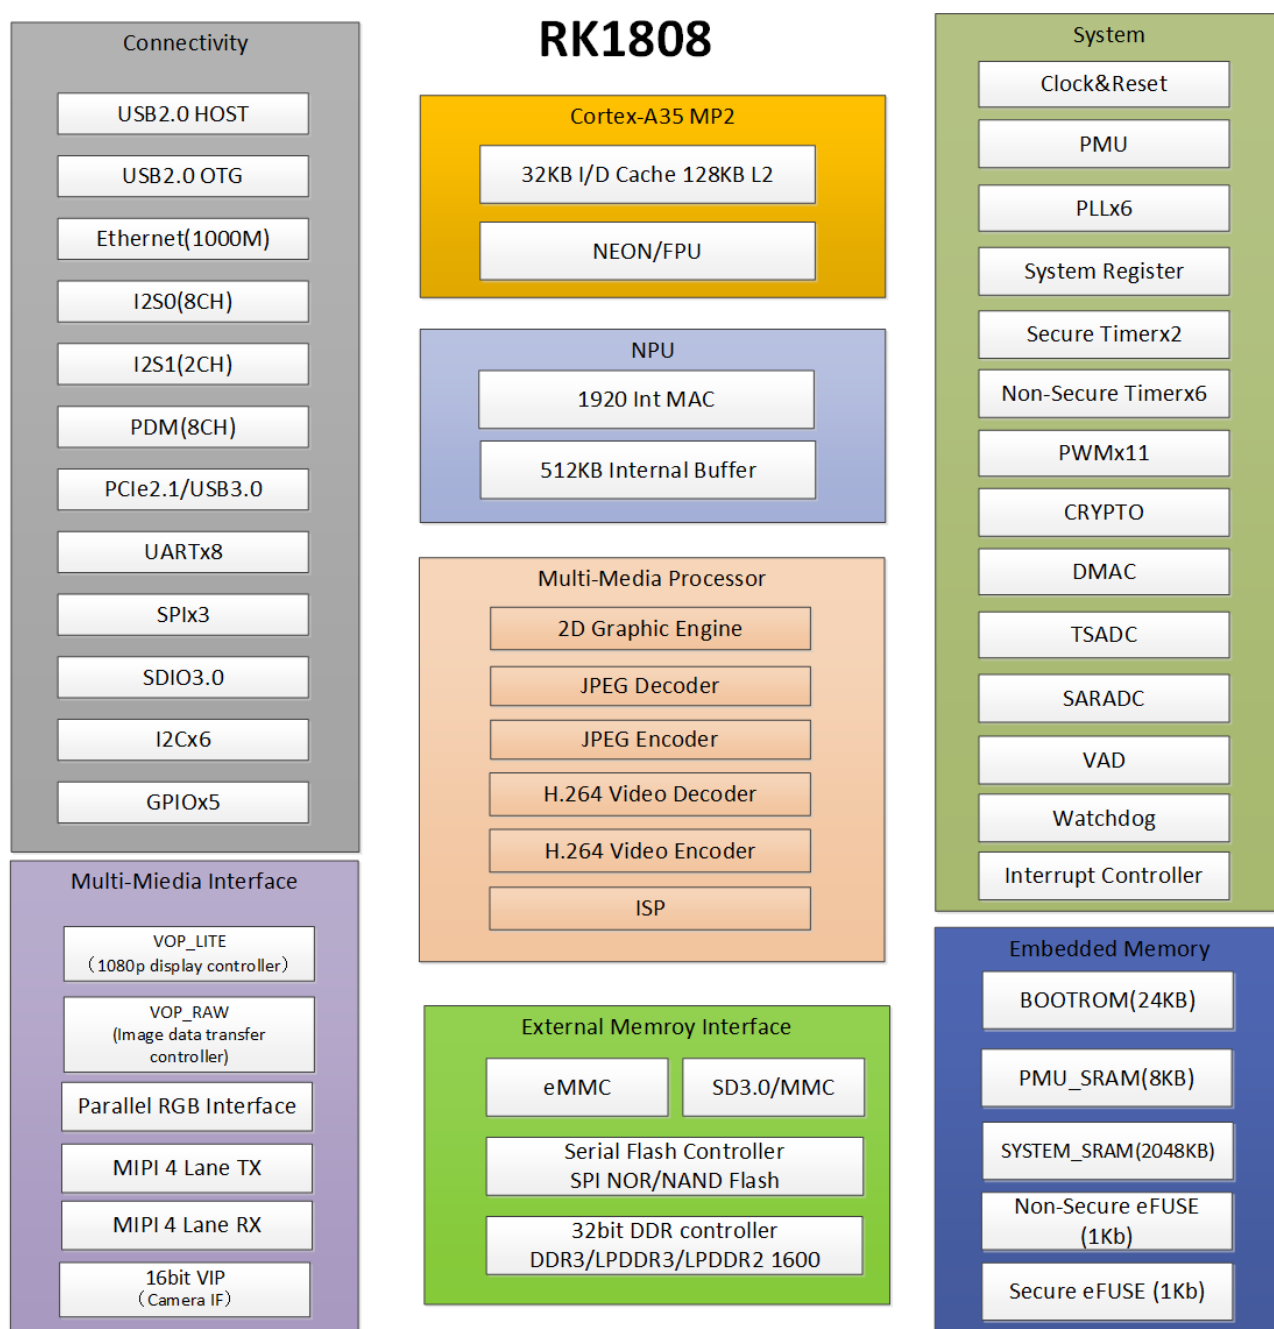 RK1808
Connectivity
USB2.0 HOST
USB2.0 OTG
Ethernet(1000M)
I2S0(8CH)
I2S1(2CH)
PDM(8CH)
PCIe2.1/USB3.0
UARTx8
SPIx3
SDIO3.0
I2Cx6
GPIOx5
Multi-Miedia Interface
VOP_LITE
（1080p display controller）
VOP_RAW
(Image data transfer
controller)
Parallel RGB Interface
MIPI 4 Lane TX
MIPI 4 Lane RX
16bit VIP
（Camera IF）
Cortex-A35 MP2
32KB I/D Cache 128KB L2
NEON/FPU
NPU
1920 Int MAC
512KB Internal Buffer
Multi-Media Processor
2D Graphic Engine
JPEG Decoder
JPEG Encoder
H.264 Video Decoder
H.264 Video Encoder
ISP
External Memroy Interface
eMMC
SD3.0/MMC
Serial Flash Controller
SPI NOR/NAND Flash
32bit DDR controller
DDR3/LPDDR3/LPDDR2 1600
System
Clock&Reset
PMU
PLLx6
System Register
Secure Timerx2
Non-Secure Timerx6
PWMx11
CRYPTO
DMAC
TSADC
SARADC
VAD
Watchdog
Interrupt Controller
Embedded Memory
BOOTROM(24KB)
PMU_SRAM(8KB)
SYSTEM_SRAM(2048KB)
Non-Secure eFUSE
(1Kb)
Secure eFUSE (1Kb)